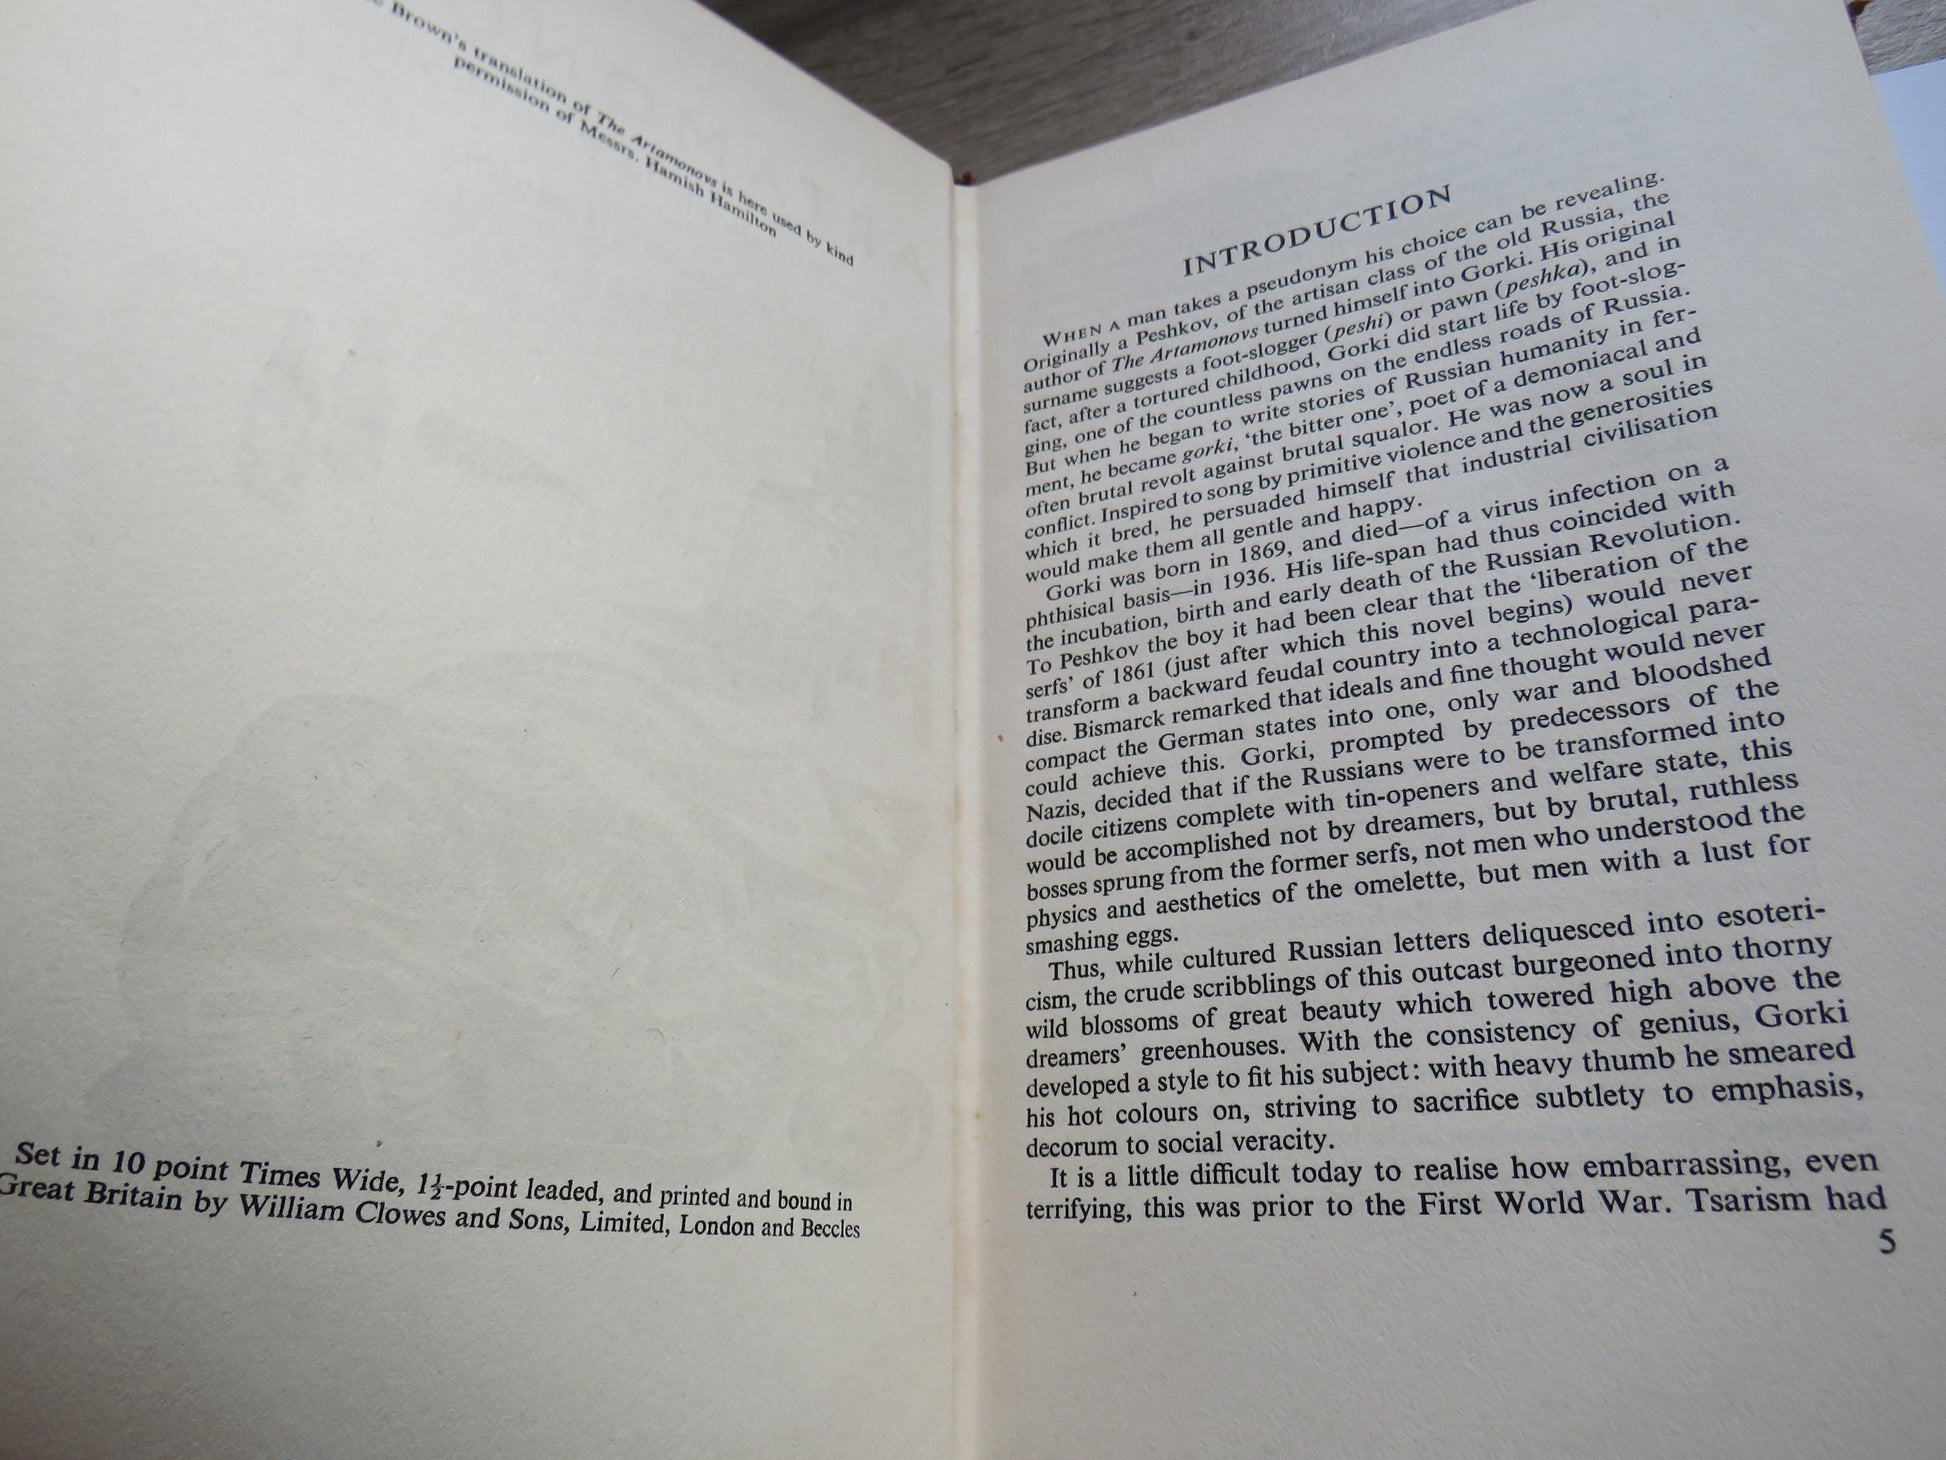 Brown's translation of The Artamonovs is here used by kind
permission of Messrs. Hamish Hamilton
Set in 10 point Times Wide, 1½-point leaded, and printed and bound in
Great Britain by William Clowes and Sons, Limited, London and Beccles
INTRODUCTION
WHEN A man takes a pseudonym his choice can be revealing.
Originally a Peshkov, of the artisan class of the old Russia, the
author of The Artamonovs turned himself into Gorki. His original
surname suggests a foot-slogger (peshi) or pawn (peshka), and in
fact, after a tortured childhood, Gorki did start life by foot-slog-
ging, one of the countless pawns on the endless roads of Russia.
But when he began to write stories of Russian humanity in fer-
ment, he became gorki, 'the bitter one', poet of a demoniacal and
often brutal revolt against brutal squalor. He was now a soul in
conflict. Inspired to song by primitive violence and the generosities
which it bred, he persuaded himself that industrial civilisation
would make them all gentle and happy.
Gorki was born in 1869, and died—of a virus infection on a
phthisical basis—in 1936. His life-span had thus coincided with
the incubation, birth and early death of the Russian Revolution.
To Peshkov the boy it had been clear that the 'liberation of the
serfs' of 1861 (just after which this novel begins) would never
transform a backward feudal country into a technological para-
dise. Bismarck remarked that ideals and fine thought would never
compact the German states into one, only war and bloodshed
could achieve this. Gorki, prompted by predecessors of the
Nazis, decided that if the Russians were to be transformed into
docile citizens complete with tin-openers and welfare state, this
would be accomplished not by dreamers, but by brutal, ruthless
bosses sprung from the former serfs, not men who understood the
physics and aesthetics of the omelette, but men with a lust for
smashing eggs.
Thus, while cultured Russian letters deliquesced into esoteri-
cism, the crude scribblings of this outcast burgeoned into thorny
wild blossoms of great beauty which towered high above the
dreamers' greenhouses. With the consistency of genius, Gorki
developed a style to fit his subject: with heavy thumb he smeared
his hot colours on, striving to sacrifice subtlety to emphasis,
decorum to social veracity.
It is a little difficult today to realise how embarrassing, even
terrifying, this was prior to the First World War. Tsarism had
5